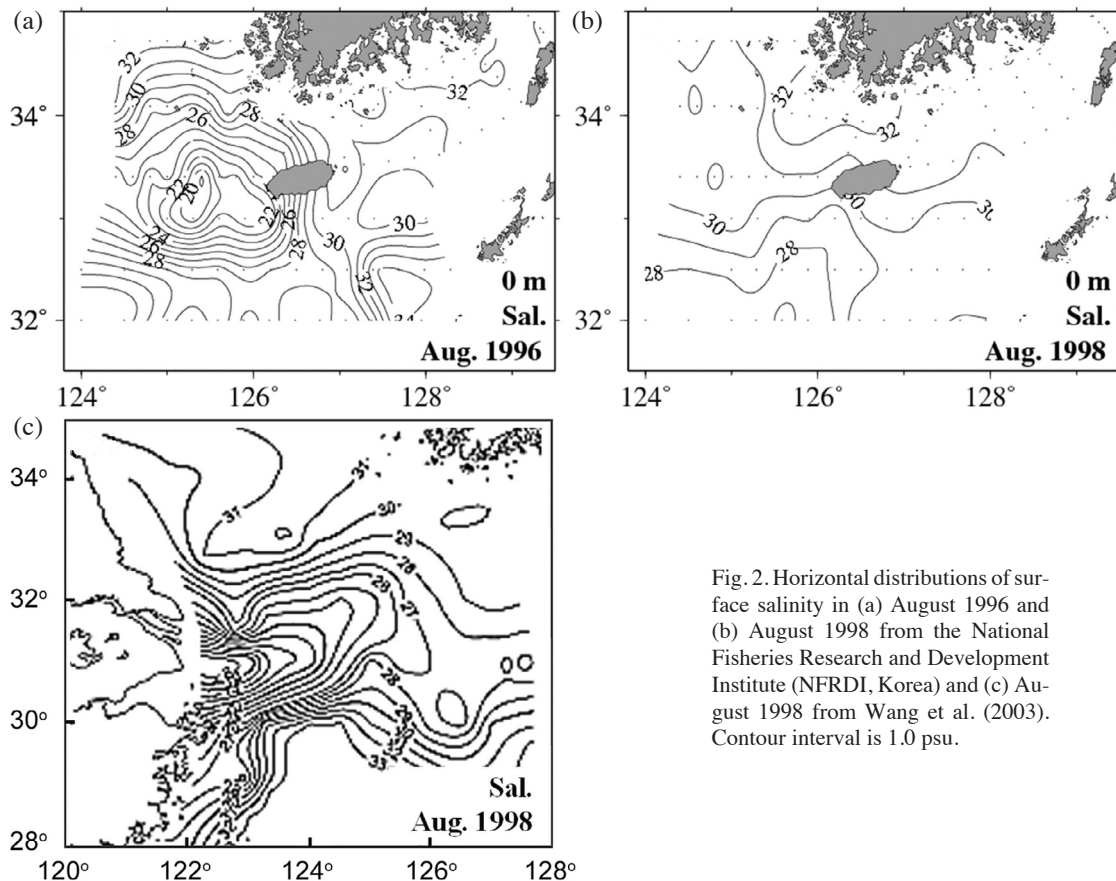 (a)
32
30
28
26
28
32
34°
22
20
22
26
24
26
28
28
30
30
32
34
32°
0 m
Sal.
Aug. 1996
124°
126°
128°
(b)
32
32
34°
30
30
30
28
28
32°
0 m
Sal.
Aug. 1998
124°
126°
128°
(c)
34°
31
31
30
29
28
32°
28
27
28
30°
33
28°
Sal.
Aug. 1998
120°
122°
124°
126°
128°
Fig. 2. Horizontal distributions of sur-
face salinity in (a) August 1996 and
(b) August 1998 from the National
Fisheries Research and Development
Institute (NFRDI, Korea) and (c) Au-
gust 1998 from Wang et al. (2003).
Contour interval is 1.0 psu.